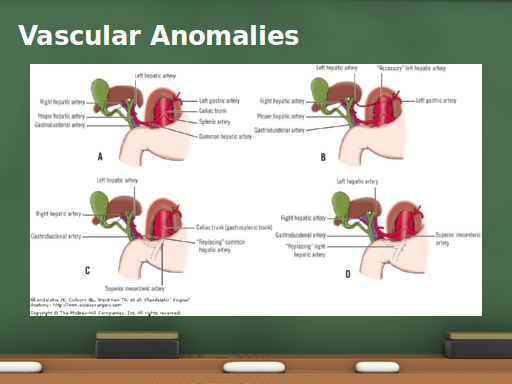 Vascular Anomalies
Left hepatic artery
Right hepatic artery
Proper hepatic artery
Gastroduodenal artery
Left gastric artery
Celiac trunk
Splenic artery
Common hepatic artery
A
Left hepatic artery
"Accessory" left hepatic artery
Right hepatic artery
Proper hepatic artery
Gastroduodenal artery
Left gastric artery
B
Left hepatic artery
Right hepatic artery
Gastroduodenal artery
Celiac trunk (gastrosplenic trunk)
"Replacing" common
hepatic artery
Superior mesenteric artery
C
Left hepatic artery
Right hepatic artery
Gastroduodenal artery
"Replacing" right
hepatic artery
Superior mesenteric
artery
D
Skandalakis JE, Colborn GL, Weidman TA, et al: Skandalakis' Surgical
Anatomy: http://www.accesssurgery.com
Copyright © The McGraw-Hill Companies, Inc. All rights reserved.